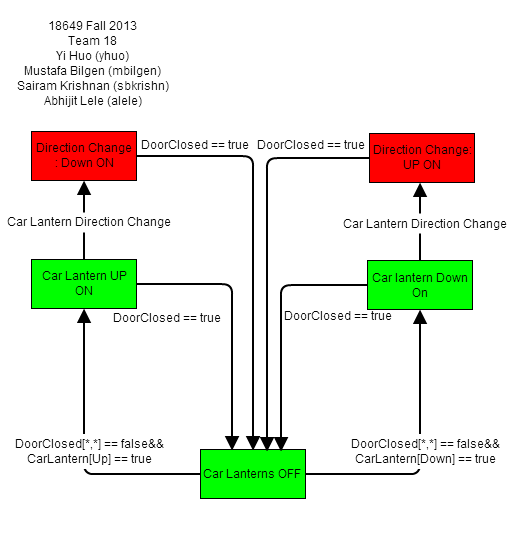 18649 Fall 2013
Team 18
Yi Huo (yhuo)
Mustafa Bilgen (mbilgen)
Sairam Krishnan (sbkrishn)
Abhijit Lele (alele)
DoorClosed == true
DoorClosed == true
Direction Change
: Down ON
Direction Change
UP ON
Car Lantern Direction Change
Car Lantern Direction Change
Car Lantern UP
ON
Car lantern Down
On
DoorClosed == true
DoorClosed == true
DoorClosed[*,*] == false&&
CarLantern[Up] == true
DoorClosed[*,*] == false&&
CarLantern[Down] == true
Car Lanterns OFF